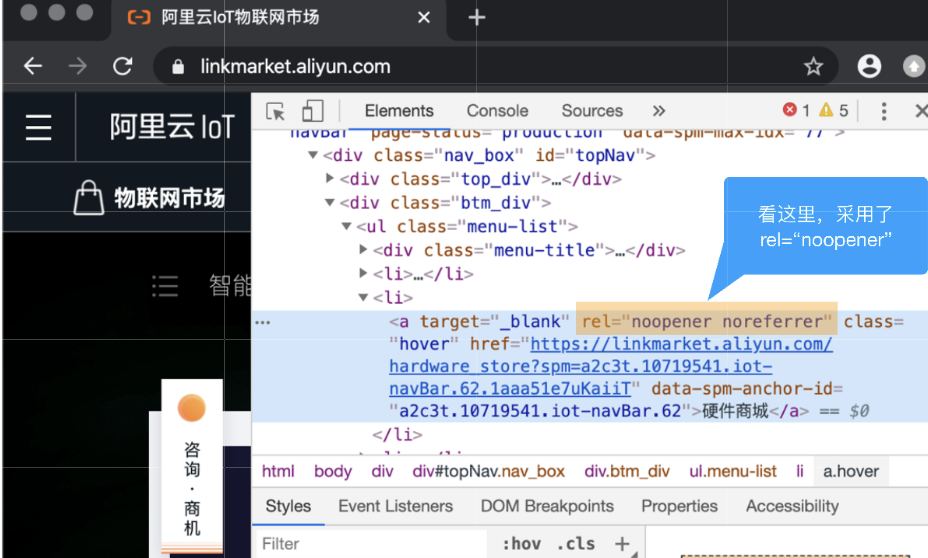 阿里云IoT物联网市场
linkmarket.aliyun.com
阿里云 IoT
物联网市场
智能
咨询·商机
Elements Console Sources » 1 5
navBar" page-status="production" data-spm-max-idx="77">
▼<div class="nav_box" id="topNav">
▶<div class="top_div">…</div>
▼<div class="btm_div">
▼<ul class="menu-list">
▶<div class="menu-title">…</div>
▶<li>…</li>
▼<li>
<a target="_blank" rel="noopener noreferrer" class=
"hover" href="https://linkmarket.aliyun.com/
hardware_store?spm=a2c3t.10719541.iot-
navBar.62.1aaa51e7uKaiiT" data-spm-anchor-id=
"a2c3t.10719541.iot-navBar.62">硬件商城</a> == $0
</li>
看这里，采用了
rel=“noopener”
html body div div#topNav.nav_box div.btm_div ul.menu-list li a.hover
Styles Event Listeners DOM Breakpoints Properties Accessibility
Filter :hov .cls +